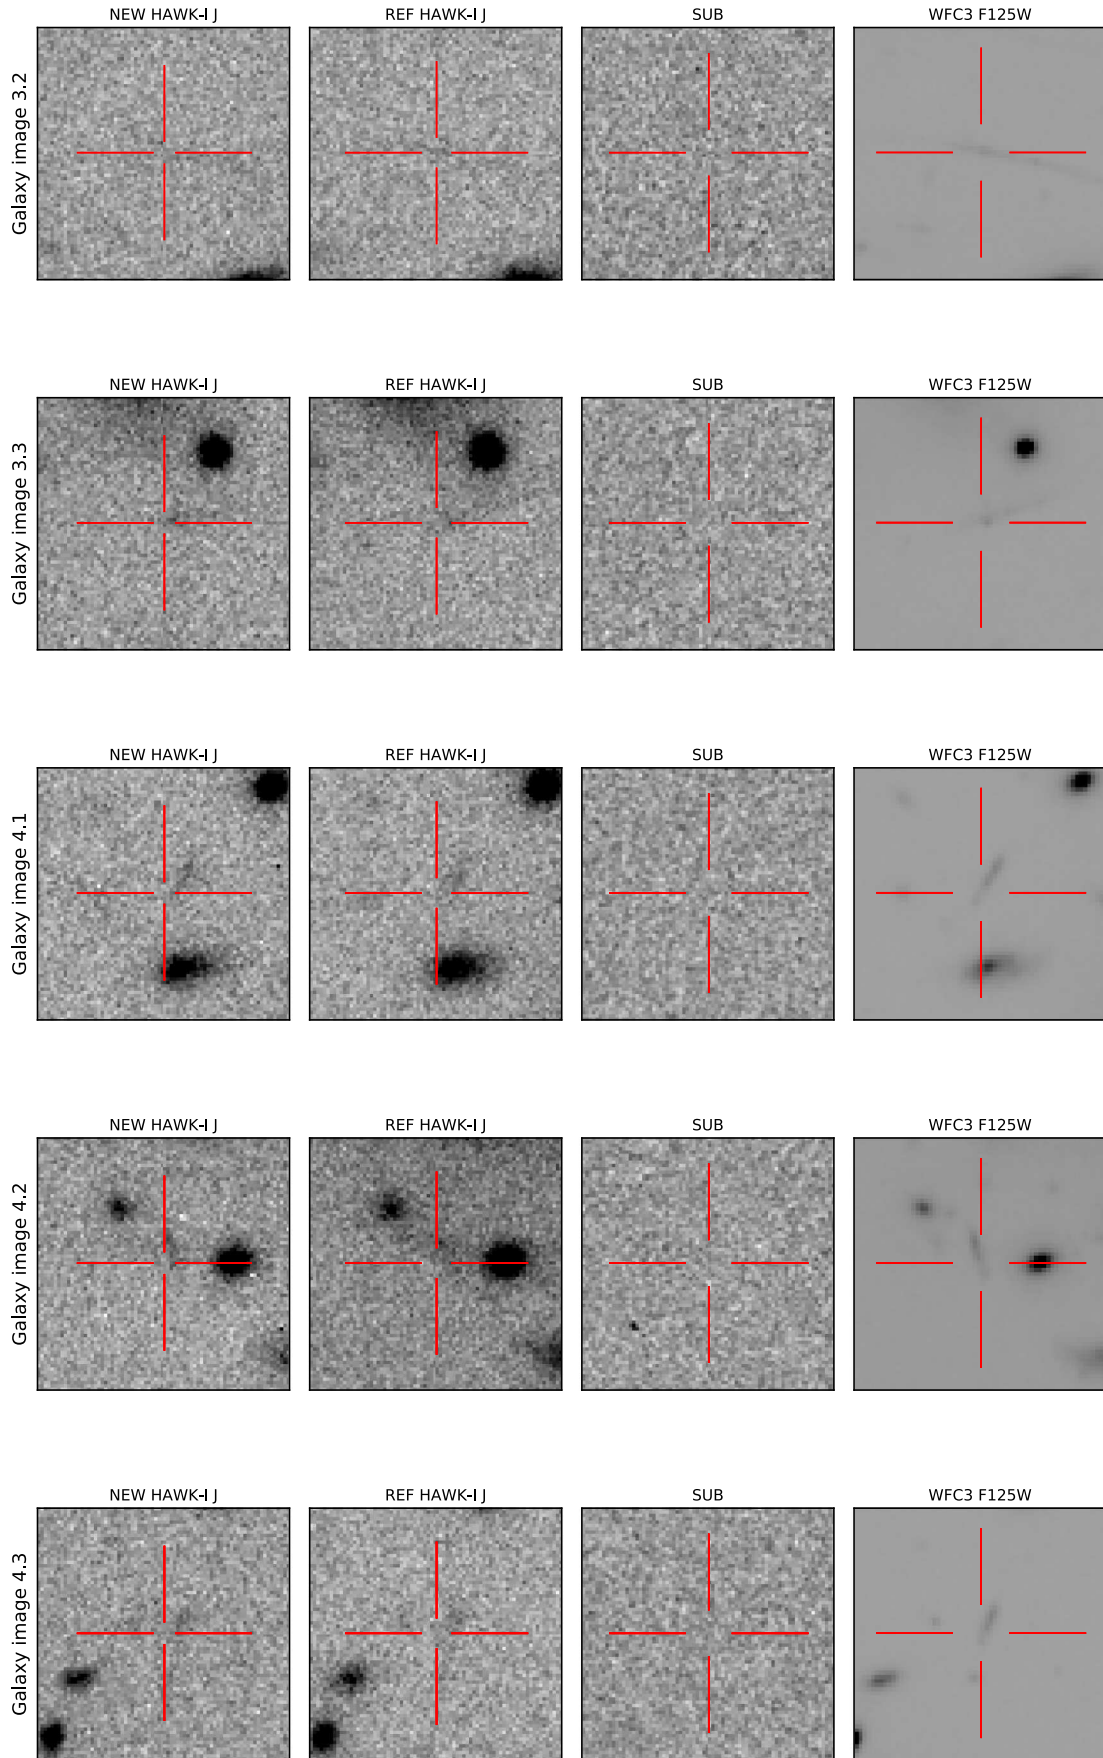 NEW HAWK-I J REF HAWK-I J SUB WFC3 F125W
Galaxy image 3.2
NEW HAWK-I J REF HAWK-I J SUB WFC3 F125W
Galaxy image 3.3
NEW HAWK-I J REF HAWK-I J SUB WFC3 F125W
Galaxy image 4.1
NEW HAWK-I J REF HAWK-I J SUB WFC3 F125W
Galaxy image 4.2
NEW HAWK-I J REF HAWK-I J SUB WFC3 F125W
Galaxy image 4.3